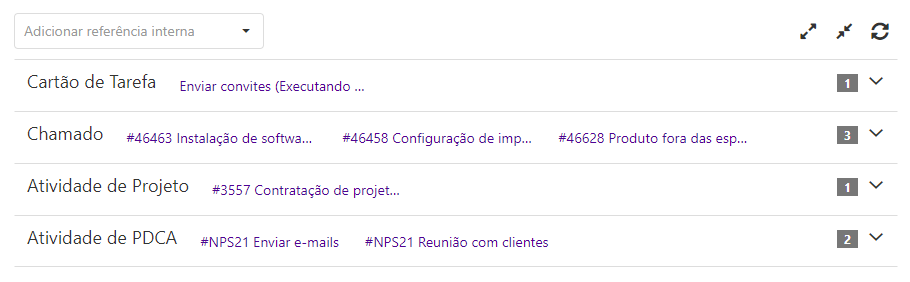 Adicionar referência interna
Cartão de Tarefa Enviar convites (Executando ... 1
Chamado #46463 Instalação de softwa... #46458 Configuração de imp... #46628 Produto fora das esp... 3
Atividade de Projeto #3557 Contratação de projet... 1
Atividade de PDCA #NPS21 Enviar e-mails #NPS21 Reunião com clientes 2